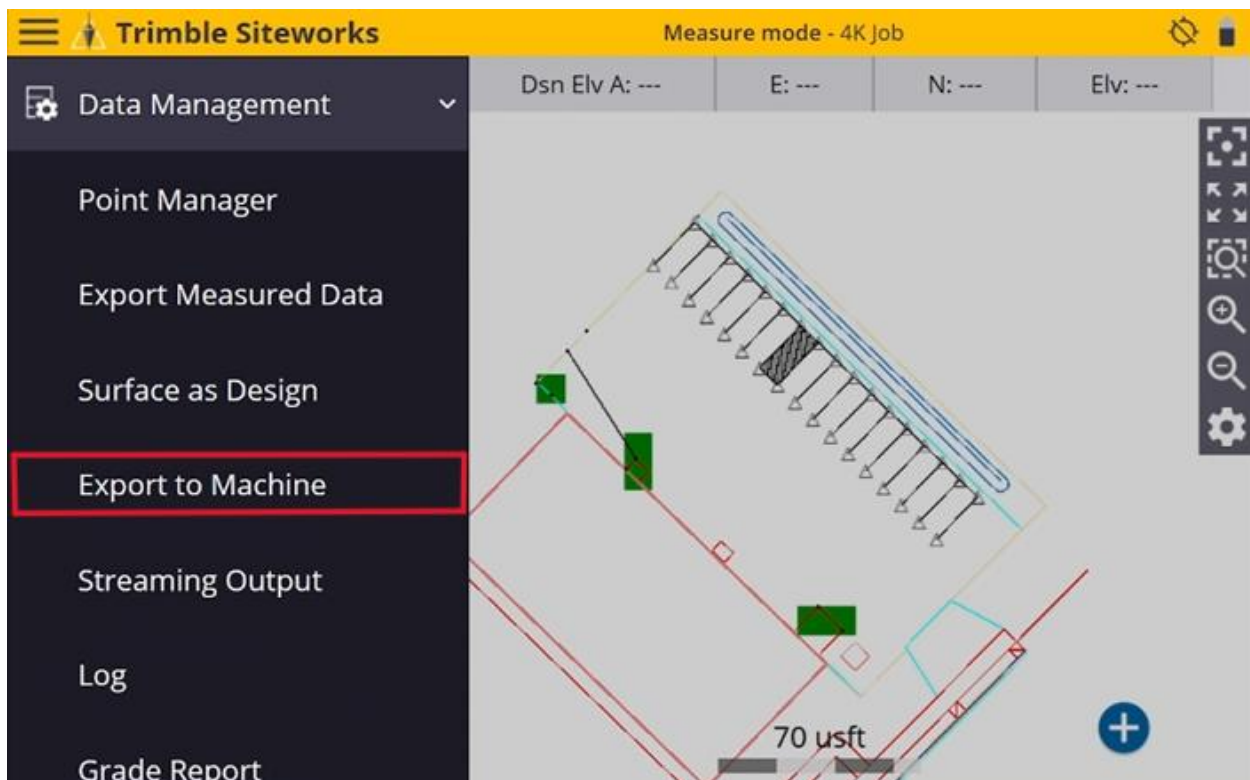 Trimble Siteworks
Measure mode - 4K Job
Data Management
Dsn Elv A: ---
E: ---
N: ---
Elv: ---
Point Manager
Export Measured Data
Surface as Design
Export to Machine
Streaming Output
Log
Grade Report
70 usft